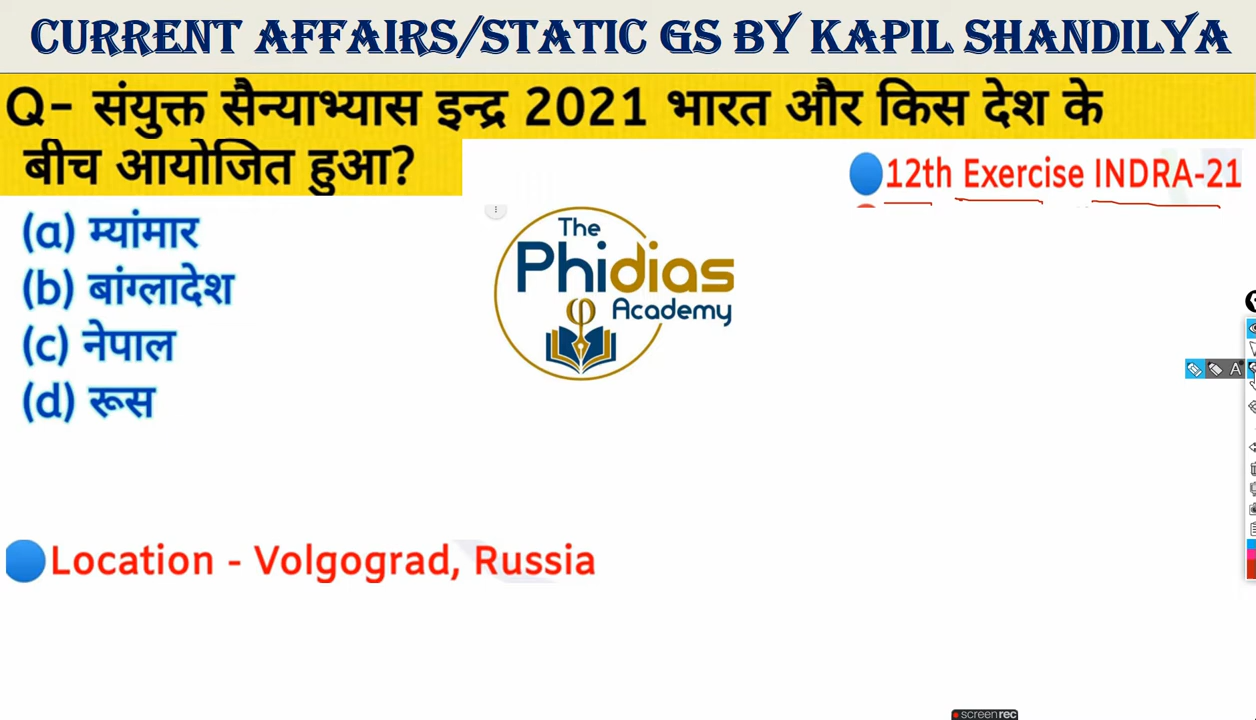 CURRENT AFFAIRS/STATIC GS BY KAPIL SHANDILYA
Q- संयुक्त सैन्याभ्यास इन्द्र 2021 भारत और किस देश के
बीच आयोजित हुआ?
12th Exercise INDRA-21
(a) म्यांमार
(b) बांग्लादेश
(c) नेपाल
(d) रूस
The
Phidias
Academy
φ
A
Location - Volgograd, Russia
screenrec